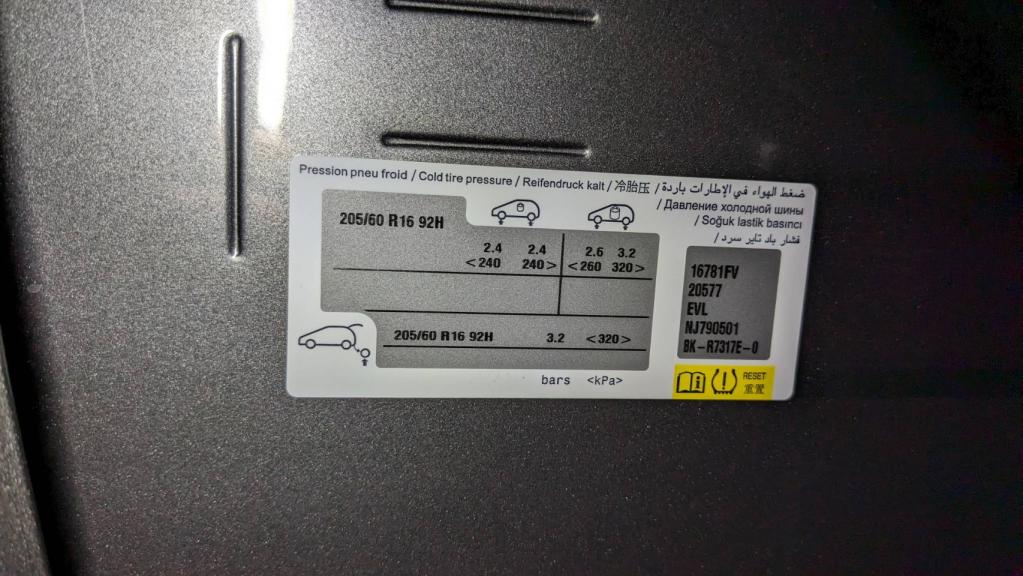 Pression pneu froid / Cold tire pressure / Reifendruck kalt / 冷胎压 / ضغط الهواء في الإطارات باردة
/ Давление холодной шины
/ Soğuk lastik basıncı
/ فشار باد تایر سرد
205/60 R16 92H
2.4 2.4 2.6 3.2
<240 240> <260 320>
205/60 R16 92H 3.2 <320>
bars <kPa>
16781FV
20577
EVL
NJ790501
BK-R7317E-0
RESET
重置